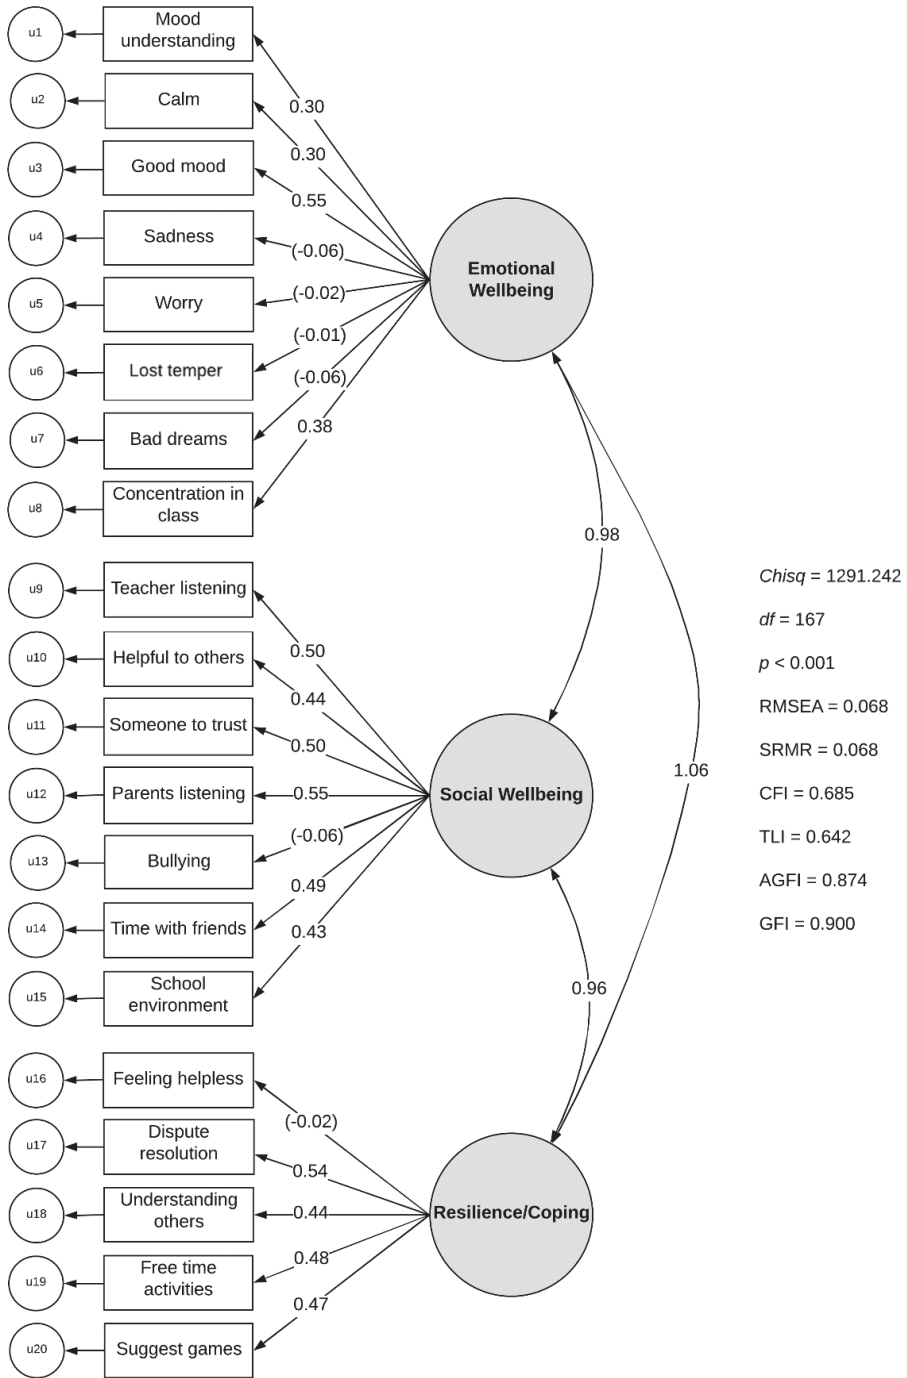 u1
Mood
understanding
0.30
u2
Calm
0.30
u3
Good mood
0.55
u4
Sadness
(-0.06)
u5
Worry
(-0.02)
u6
Lost temper
(-0.01)
u7
Bad dreams
(-0.06)
u8
Concentration in
class
0.38
Emotional
Wellbeing
u9
Teacher listening
0.50
u10
Helpful to others
0.44
u11
Someone to trust
0.50
u12
Parents listening
0.55
u13
Bullying
(-0.06)
u14
Time with friends
0.49
u15
School
environment
0.43
Social Wellbeing
u16
Feeling helpless
(-0.02)
u17
Dispute
resolution
0.54
u18
Understanding
others
0.44
u19
Free time
activities
0.48
u20
Suggest games
0.47
Resilience/Coping
0.98
1.06
0.96
Chisq = 1291.242
df = 167
p < 0.001
RMSEA = 0.068
SRMR = 0.068
CFI = 0.685
TLI = 0.642
AGFI = 0.874
GFI = 0.900